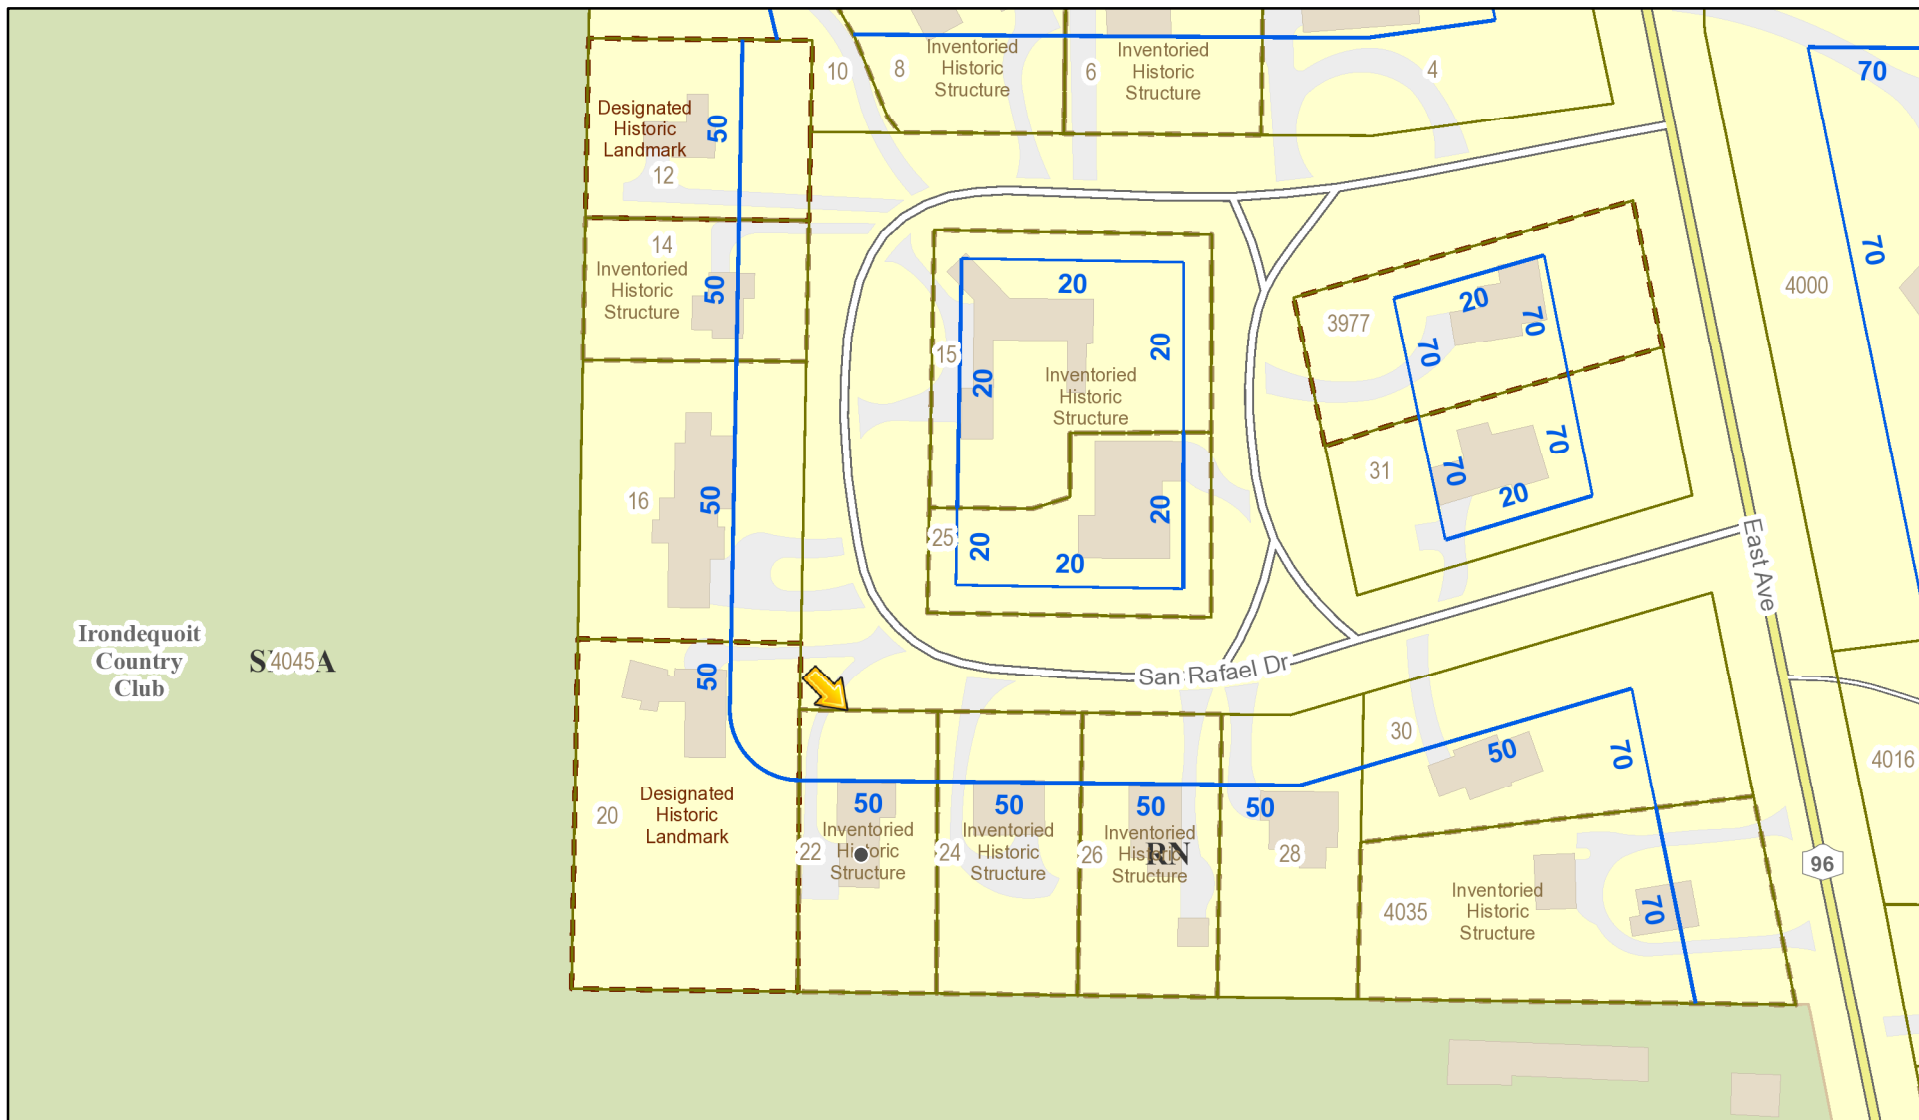 70
10
8
Inventoried
Historic
Structure
6
Inventoried
Historic
Structure
4
Designated
Historic
Landmark
50
12
14
Inventoried
Historic
Structure
50
20
15
20
20
Inventoried
Historic
Structure
3977
20
70
70
70
4000
16
50
25
20
20
20
31
70
70
20
East Ave
Irondequoit
Country
Club
4045
50
San Rafael Dr
20
Designated
Historic
Landmark
22
50
Inventoried
Historic
Structure
24
50
Inventoried
Historic
Structure
26
50
Inventoried
Historic
Structure
RN
50
28
30
50
70
4016
96
4035
Inventoried
Historic
Structure
70